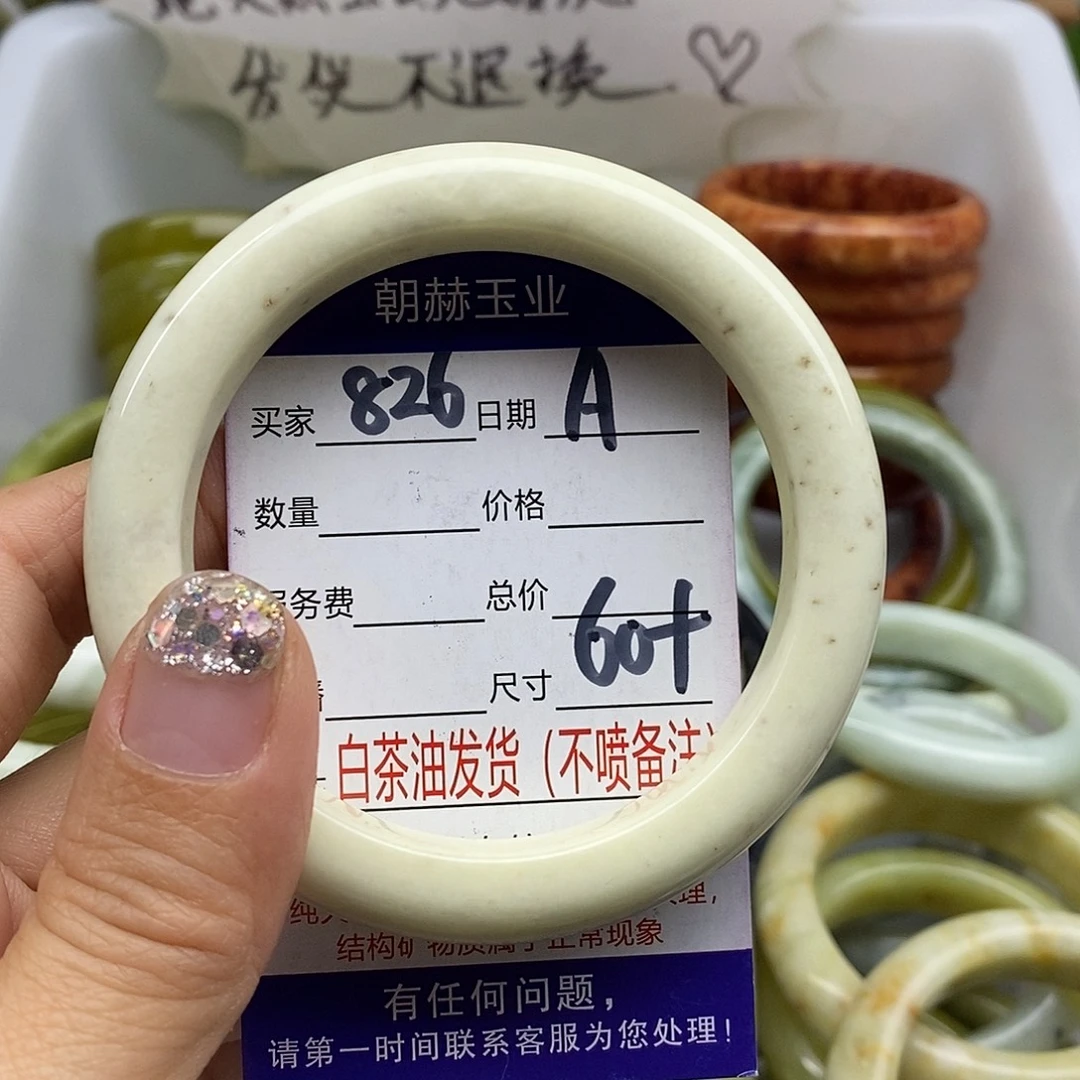 售出不退换
朝赫玉业
买家 826 日期 A
数量 价格
务费 总价
尺寸 60+
白茶油发货（不喷备注）
结构矿物质属于正常现象
有任何问题，
请第一时间联系客服为您处理！